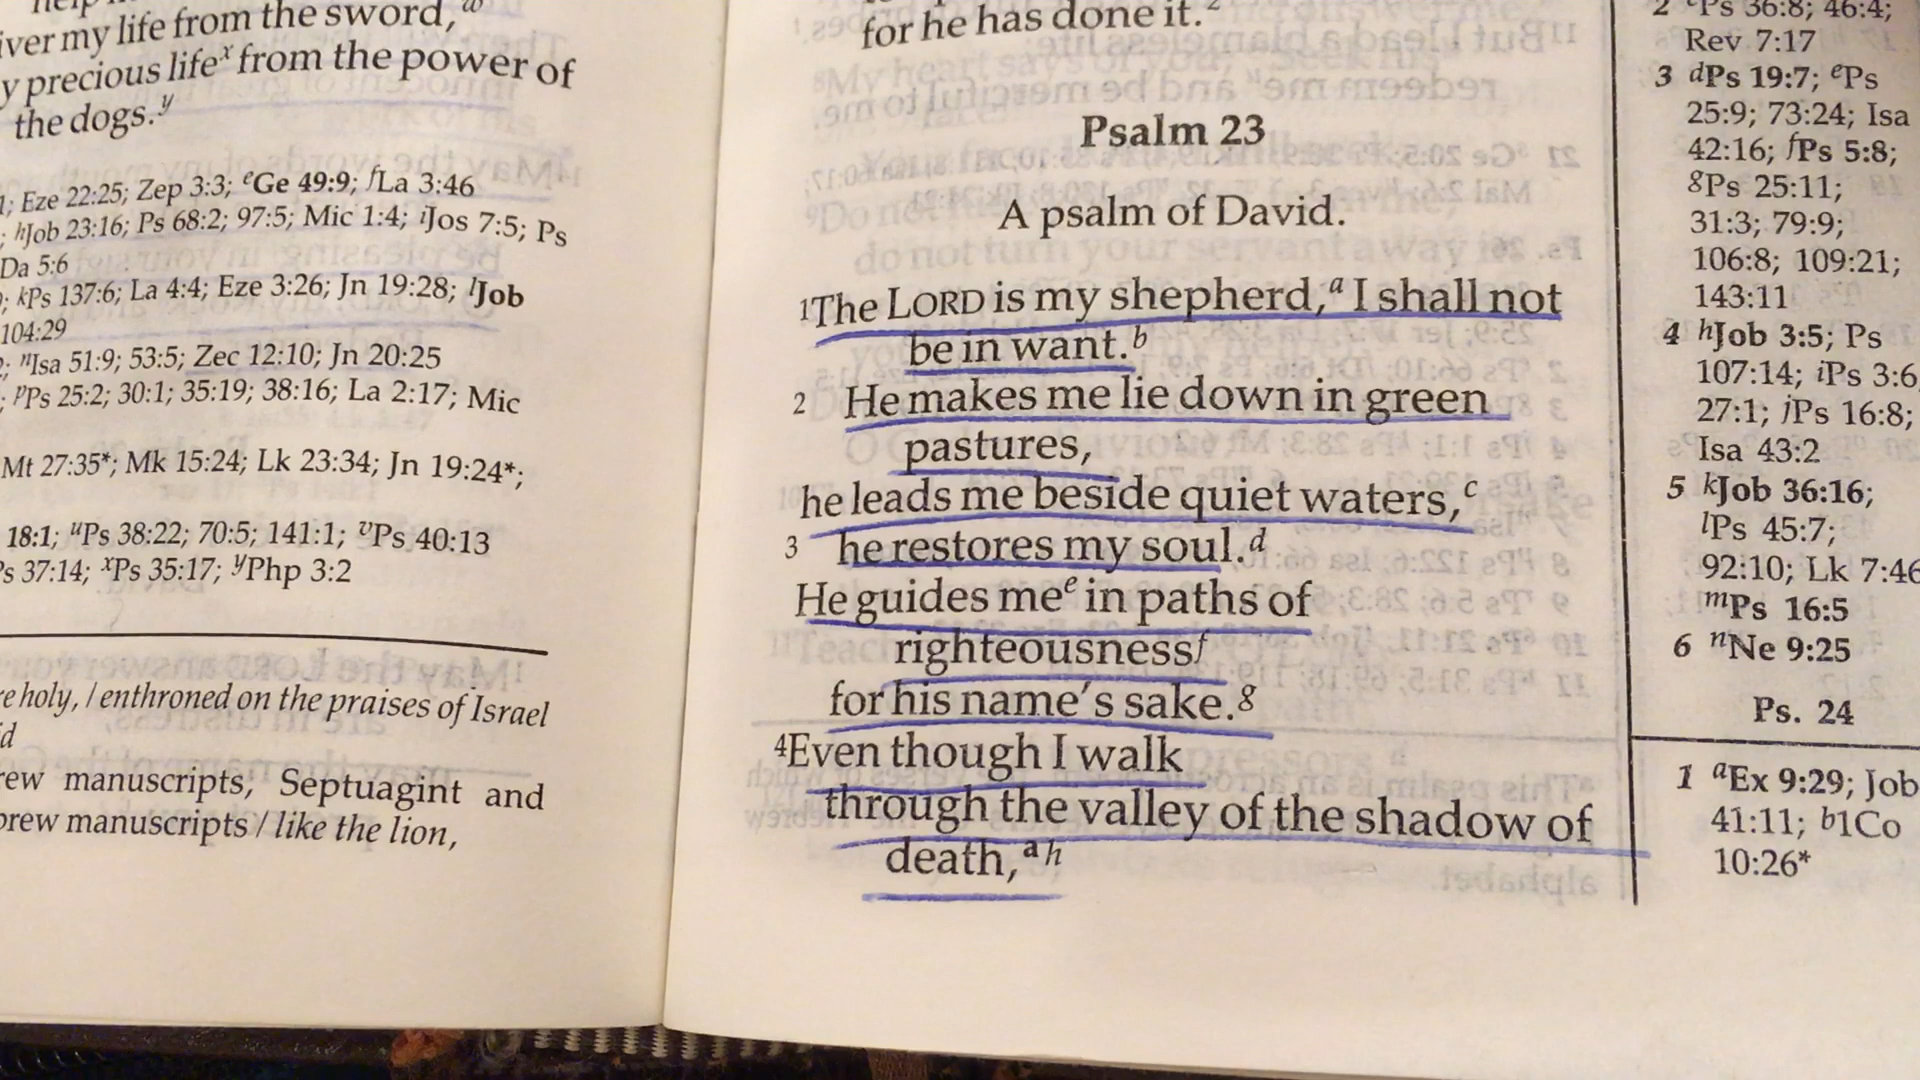 iver my life from the sword,ʷ
y precious lifeˣ from the power of
the dogs.ʸ
1; Eze 22:25; Zep 3:3; ᵉGe 49:9; ᶠLa 3:46
; ʰJob 23:16; Ps 68:2; 97:5; Mic 1:4; ⁱJos 7:5; Ps
Da 5:6
; ᵏPs 137:6; La 4:4; Eze 3:26; Jn 19:28; ˡJob
104:29
; ⁿIsa 51:9; 53:5; Zec 12:10; Jn 20:25
; ᵖPs 25:2; 30:1; 35:19; 38:16; La 2:17; Mic
Mt 27:35*; Mk 15:24; Lk 23:34; Jn 19:24*;
18:1; ᵘPs 38:22; 70:5; 141:1; ᵛPs 40:13
Ps 37:14; ˣPs 35:17; ʸPhp 3:2
e holy, / enthroned on the praises of Israel
d
rew manuscripts, Septuagint and
brew manuscripts / like the lion,
for he has done it.ᶻ
Psalm 23
A psalm of David.
1The LORD is my shepherd,ᵃ I shall not
be in want.ᵇ
2 He makes me lie down in green
pastures,
he leads me beside quiet waters,ᶜ
3 he restores my soul.ᵈ
He guides meᵉ in paths of
righteousnessᶠ
for his name's sake.ᵍ
4Even though I walk
through the valley of the shadow of
death,ᵃ ʰ
2 ᶜPs 36:8; 46:4;
Rev 7:17
3 ᵈPs 19:7; ᵉPs
25:9; 73:24; Isa
42:16; ᶠPs 5:8;
ᵍPs 25:11;
31:3; 79:9;
106:8; 109:21;
143:11
4 ʰJob 3:5; Ps
107:14; ⁱPs 3:6
27:1; ʲPs 16:8;
Isa 43:2
5 ᵏJob 36:16;
ˡPs 45:7;
92:10; Lk 7:46
ᵐPs 16:5
6 ⁿNe 9:25
Ps. 24
1 ᵃEx 9:29; Job
41:11; ᵇ1Co
10:26*